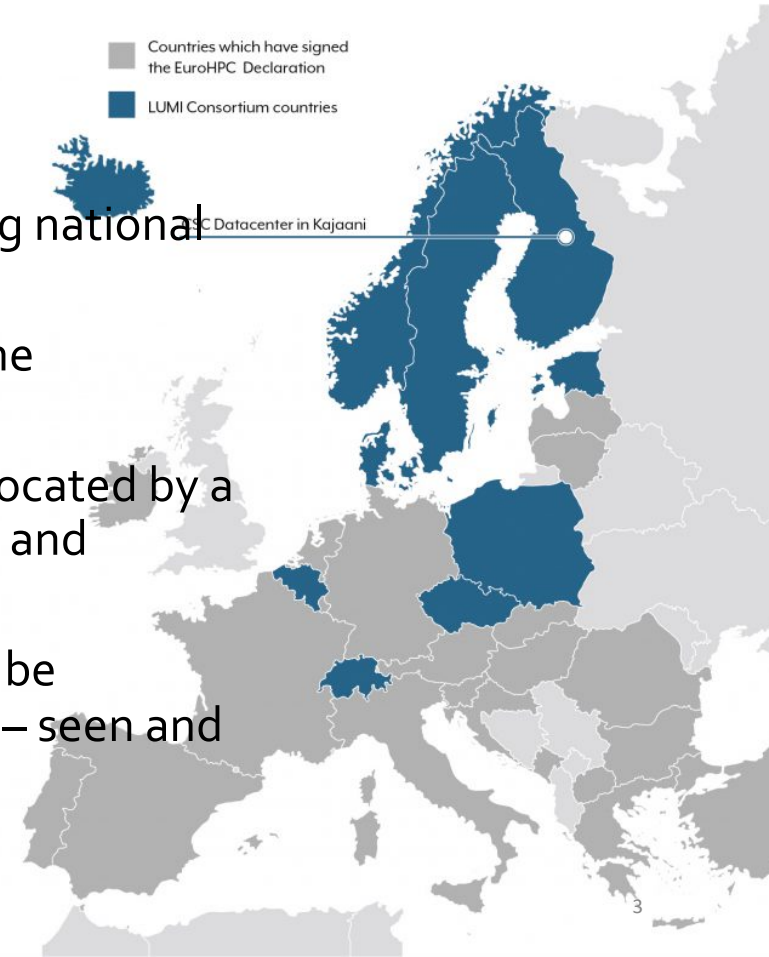 Countries which have signed
the EuroHPC Declaration
LUMI Consortium countries
g national
CSC Datacenter in Kajaani
ne
ocated by a
and
be
– seen and
3